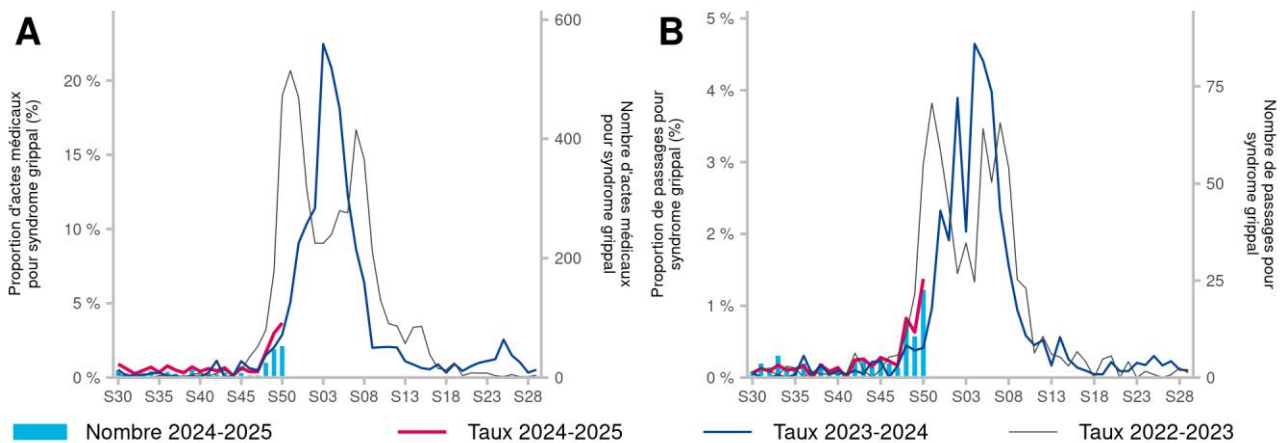 A
Proportion d'actes médicaux
pour syndrome grippal (%)
20 %
15 %
10 %
5 %
0 %
600
400
200
0
Nombre d'actes médicaux
pour syndrome grippal
S30
S35
S40
S45
S50
S03
S08
S13
S18
S23
S28
B
Proportion de passages pour
syndrome grippal (%)
5 %
4 %
3 %
2 %
1 %
0 %
75
50
25
0
Nombre de passages pour
syndrome grippal
S30
S35
S40
S45
S50
S03
S08
S13
S18
S23
S28
Nombre 2024-2025
Taux 2024-2025
Taux 2023-2024
Taux 2022-2023